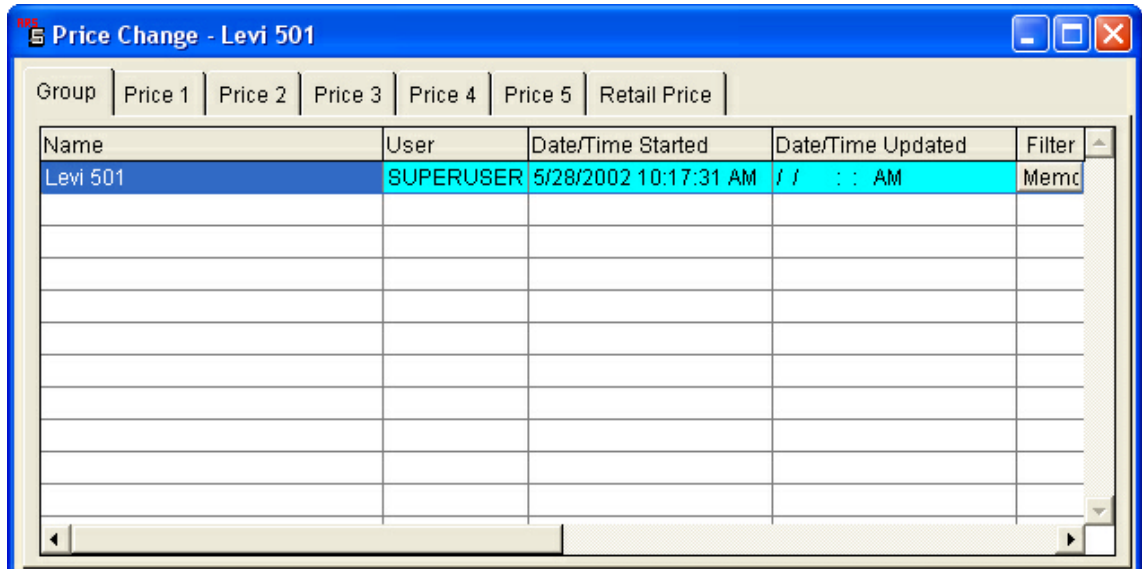 Price Change - Levi 501
Group Price 1 Price 2 Price 3 Price 4 Price 5 Retail Price
Name User Date/Time Started Date/Time Updated Filter
Levi 501 SUPERUSER 5/28/2002 10:17:31 AM / / : : AM Memo